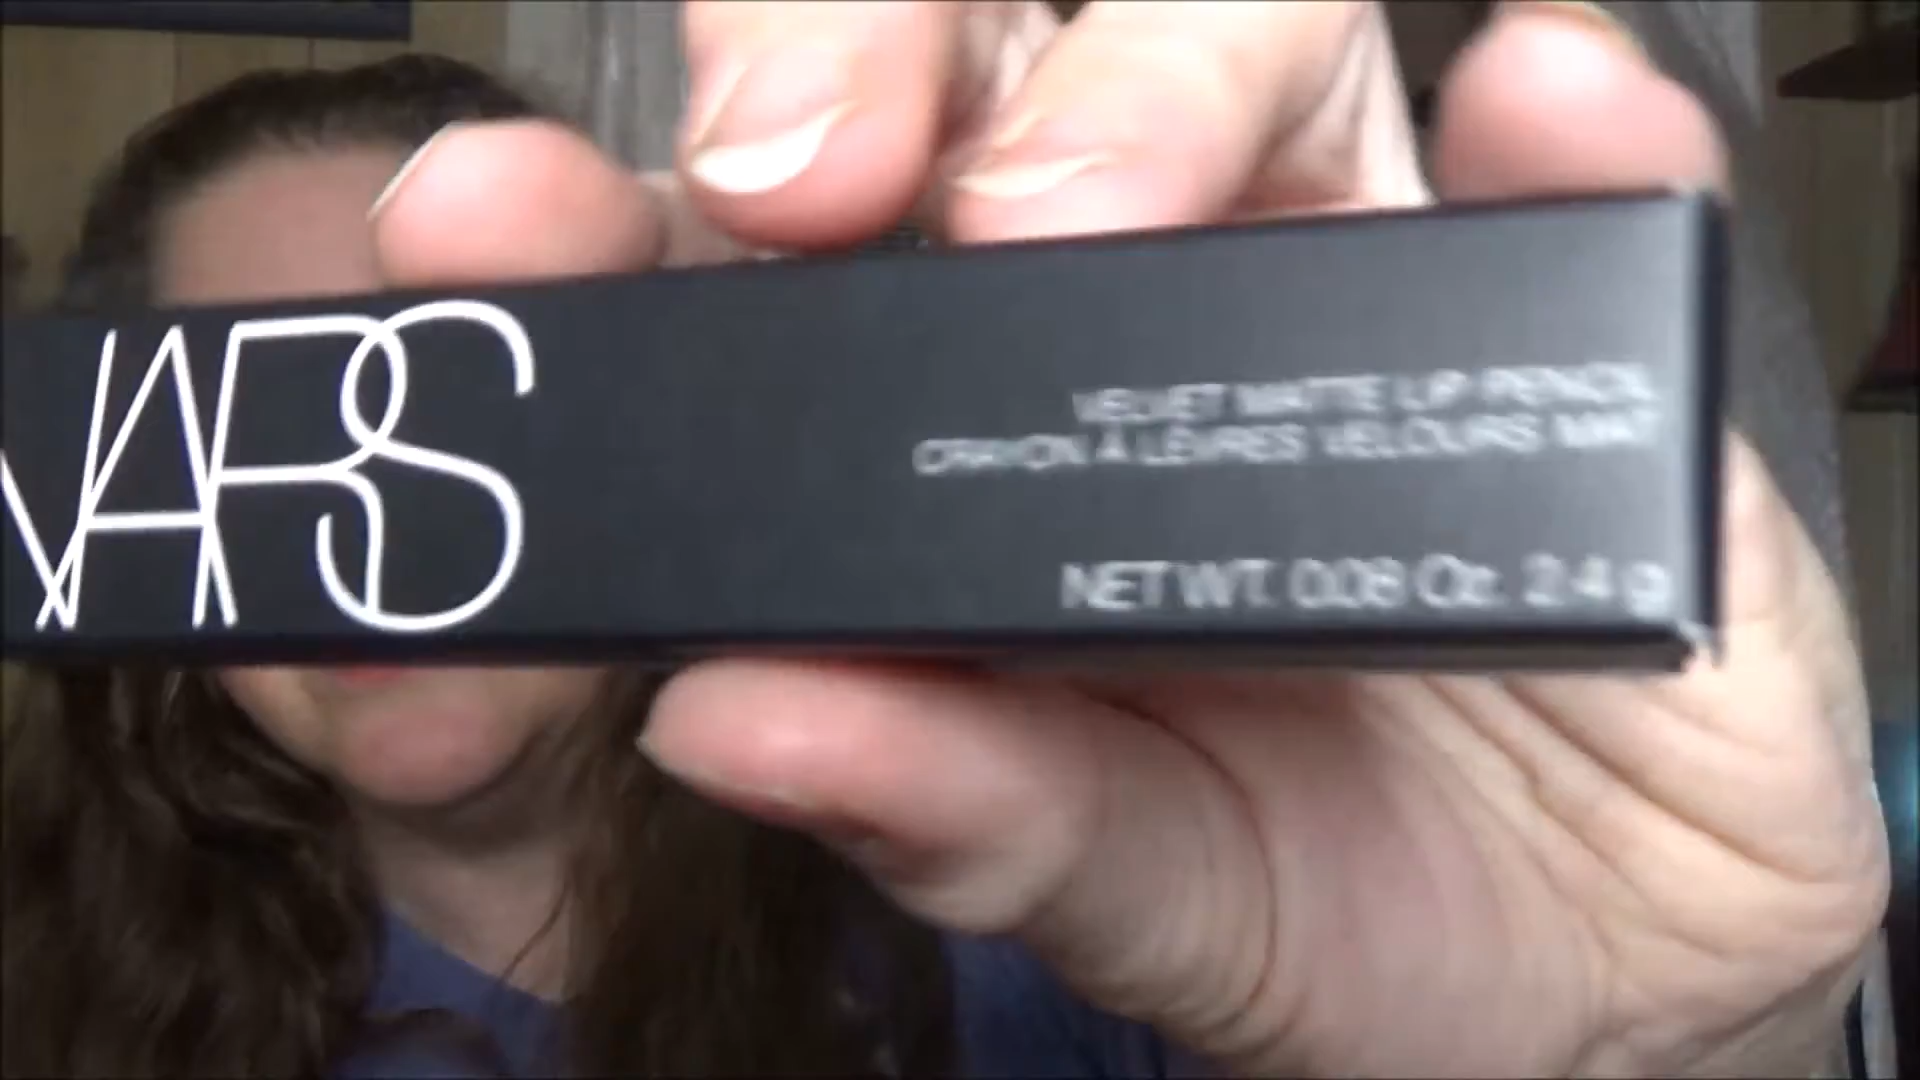 NARS
VELVET MATTE LIP PENCIL
CRAYON À LÈVRES VELOURS MAT
NET WT. 0.08 Oz. 2.4 g